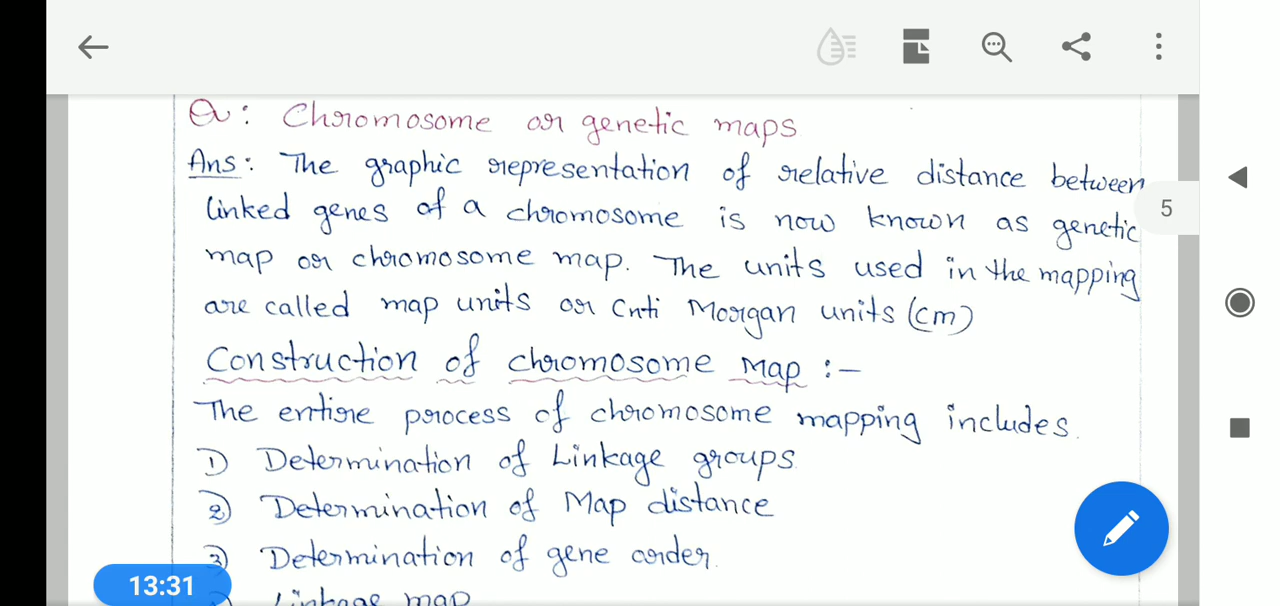 Q: Chromosome or genetic maps
Ans: The graphic representation of relative distance between
linked genes of a chromosome is now known as genetic
map or chromosome map. The units used in the mapping
are called map units or Cnti Morgan units (cm)
Construction of chromosome Map :-
The entire process of chromosome mapping includes.
1) Determination of Linkage groups
2) Determination of Map distance
3) Determination of gene order.
Linkage map
5
13:31